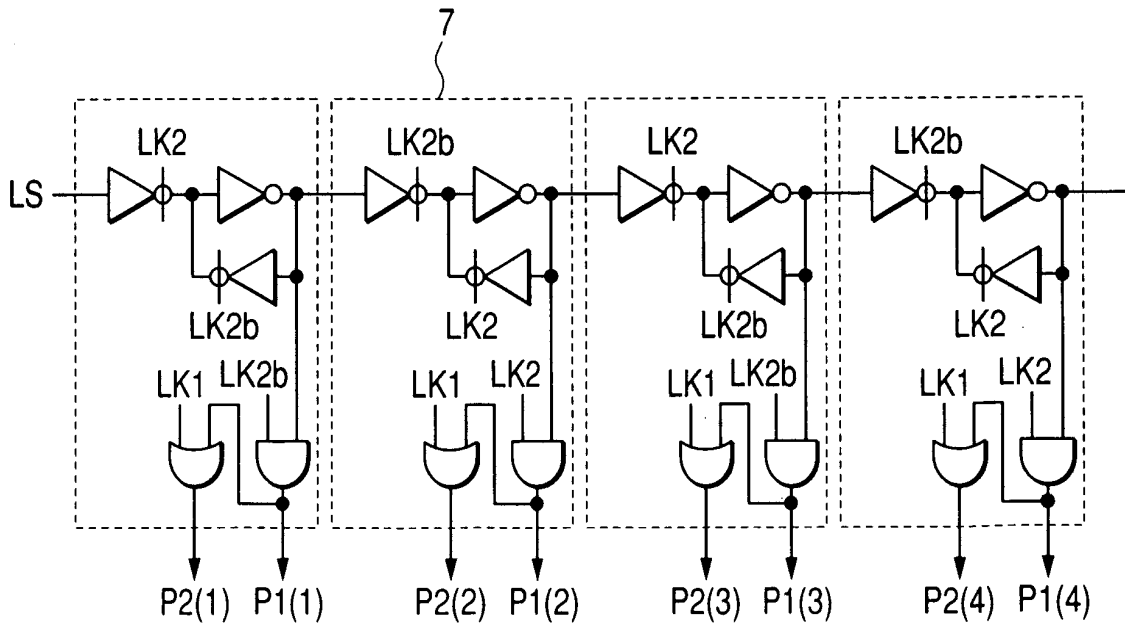 7
LK2 LK2b LK2 LK2b
LS
LK2b LK2 LK2b LK2
LK1 LK2b LK1 LK2 LK1 LK2b LK1 LK2
P2(1) P1(1) P2(2) P1(2) P2(3) P1(3) P2(4) P1(4)